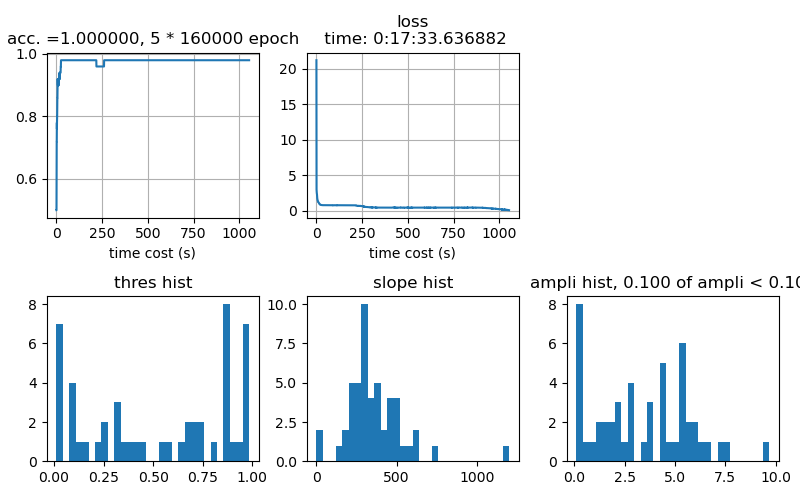 acc. =1.000000, 5 * 160000 epoch
loss
time: 0:17:33.636882
1.0
0.8
0.6
0 250 500 750 1000
time cost (s)
20
15
10
5
0
0 250 500 750 1000
time cost (s)
thres hist
slope hist
ampli hist, 0.100 of ampli < 0.10
8
6
4
2
0
0.00 0.25 0.50 0.75 1.00
10.0
7.5
5.0
2.5
0.0
0 500 1000
8
6
4
2
0
0.0 2.5 5.0 7.5 10.0